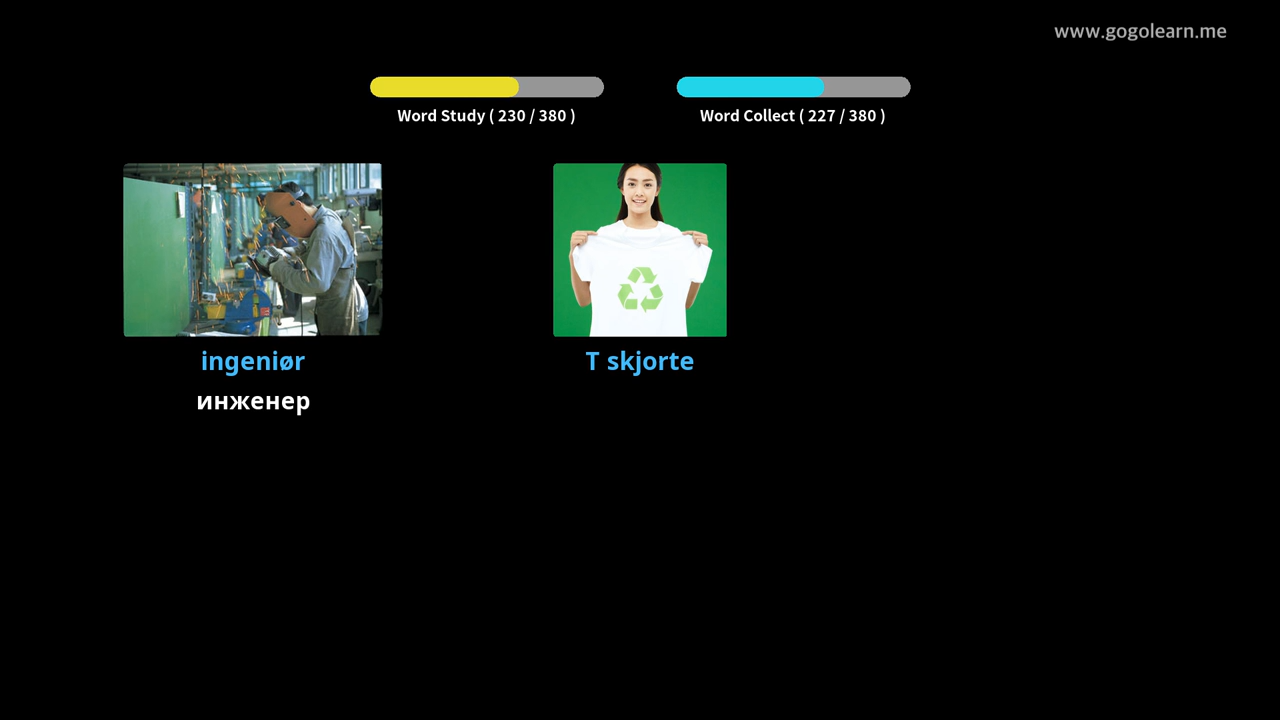 www.gogolearn.me
Word Study ( 230 / 380 )
Word Collect ( 227 / 380 )
ingeniør
T skjorte
инженер